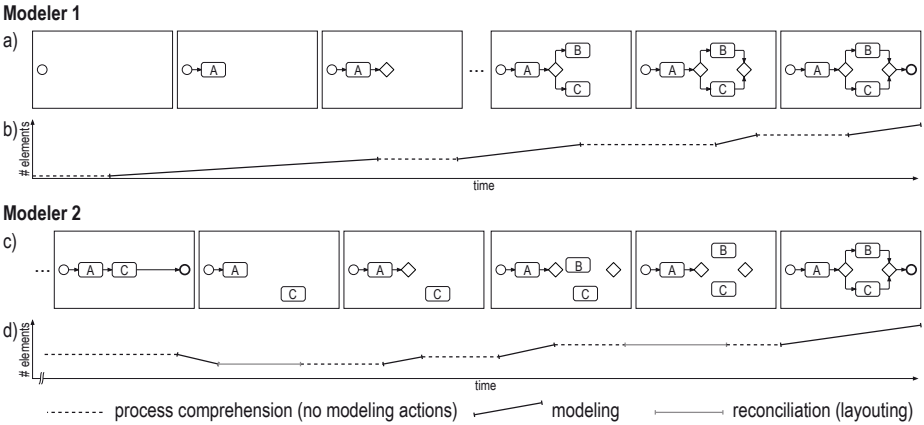 Modeler 1
a)
A
A
...
A B C
A B C
A B C
b)
# elements
time
Modeler 2
c)
...
A C
A C
A C
A B C
A B C
A B C
d)
# elements
time
process comprehension (no modeling actions) modeling reconciliation (layouting)